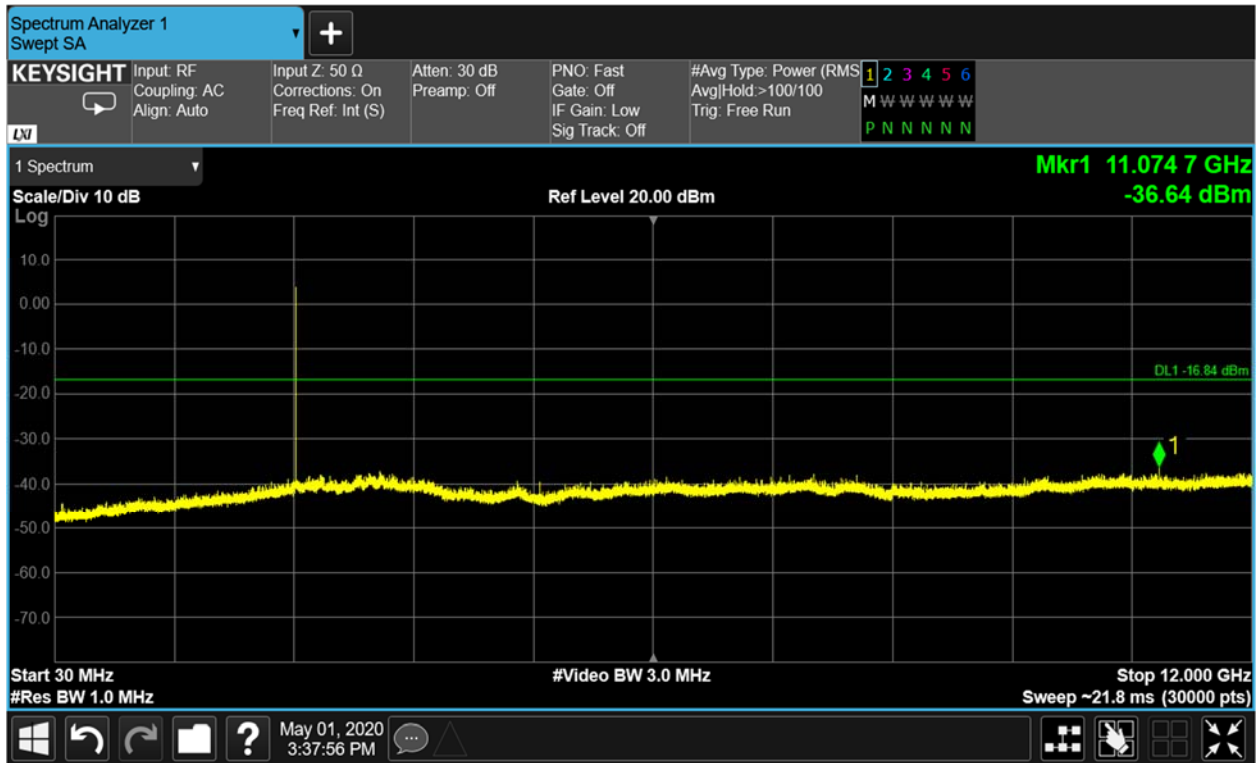 Spectrum Analyzer 1
Swept SA
KEYSIGHT
LXI
Input: RF
Coupling: AC
Align: Auto
Input Z: 50 Ω
Corrections: On
Freq Ref: Int (S)
Atten: 30 dB
Preamp: Off
PNO: Fast
Gate: Off
IF Gain: Low
Sig Track: Off
#Avg Type: Power (RMS
Avg|Hold:>100/100
Trig: Free Run
1 2 3 4 5 6
M W W W W W
P N N N N N
1 Spectrum
Mkr1 11.074 7 GHz
-36.64 dBm
Scale/Div 10 dB
Ref Level 20.00 dBm
Log
10.0
0.00
-10.0
DL1 -16.84 dBm
-20.0
-30.0
1
-40.0
-50.0
-60.0
-70.0
Start 30 MHz
#Video BW 3.0 MHz
Stop 12.000 GHz
#Res BW 1.0 MHz
Sweep ~21.8 ms (30000 pts)
?
May 01, 2020
3:37:56 PM